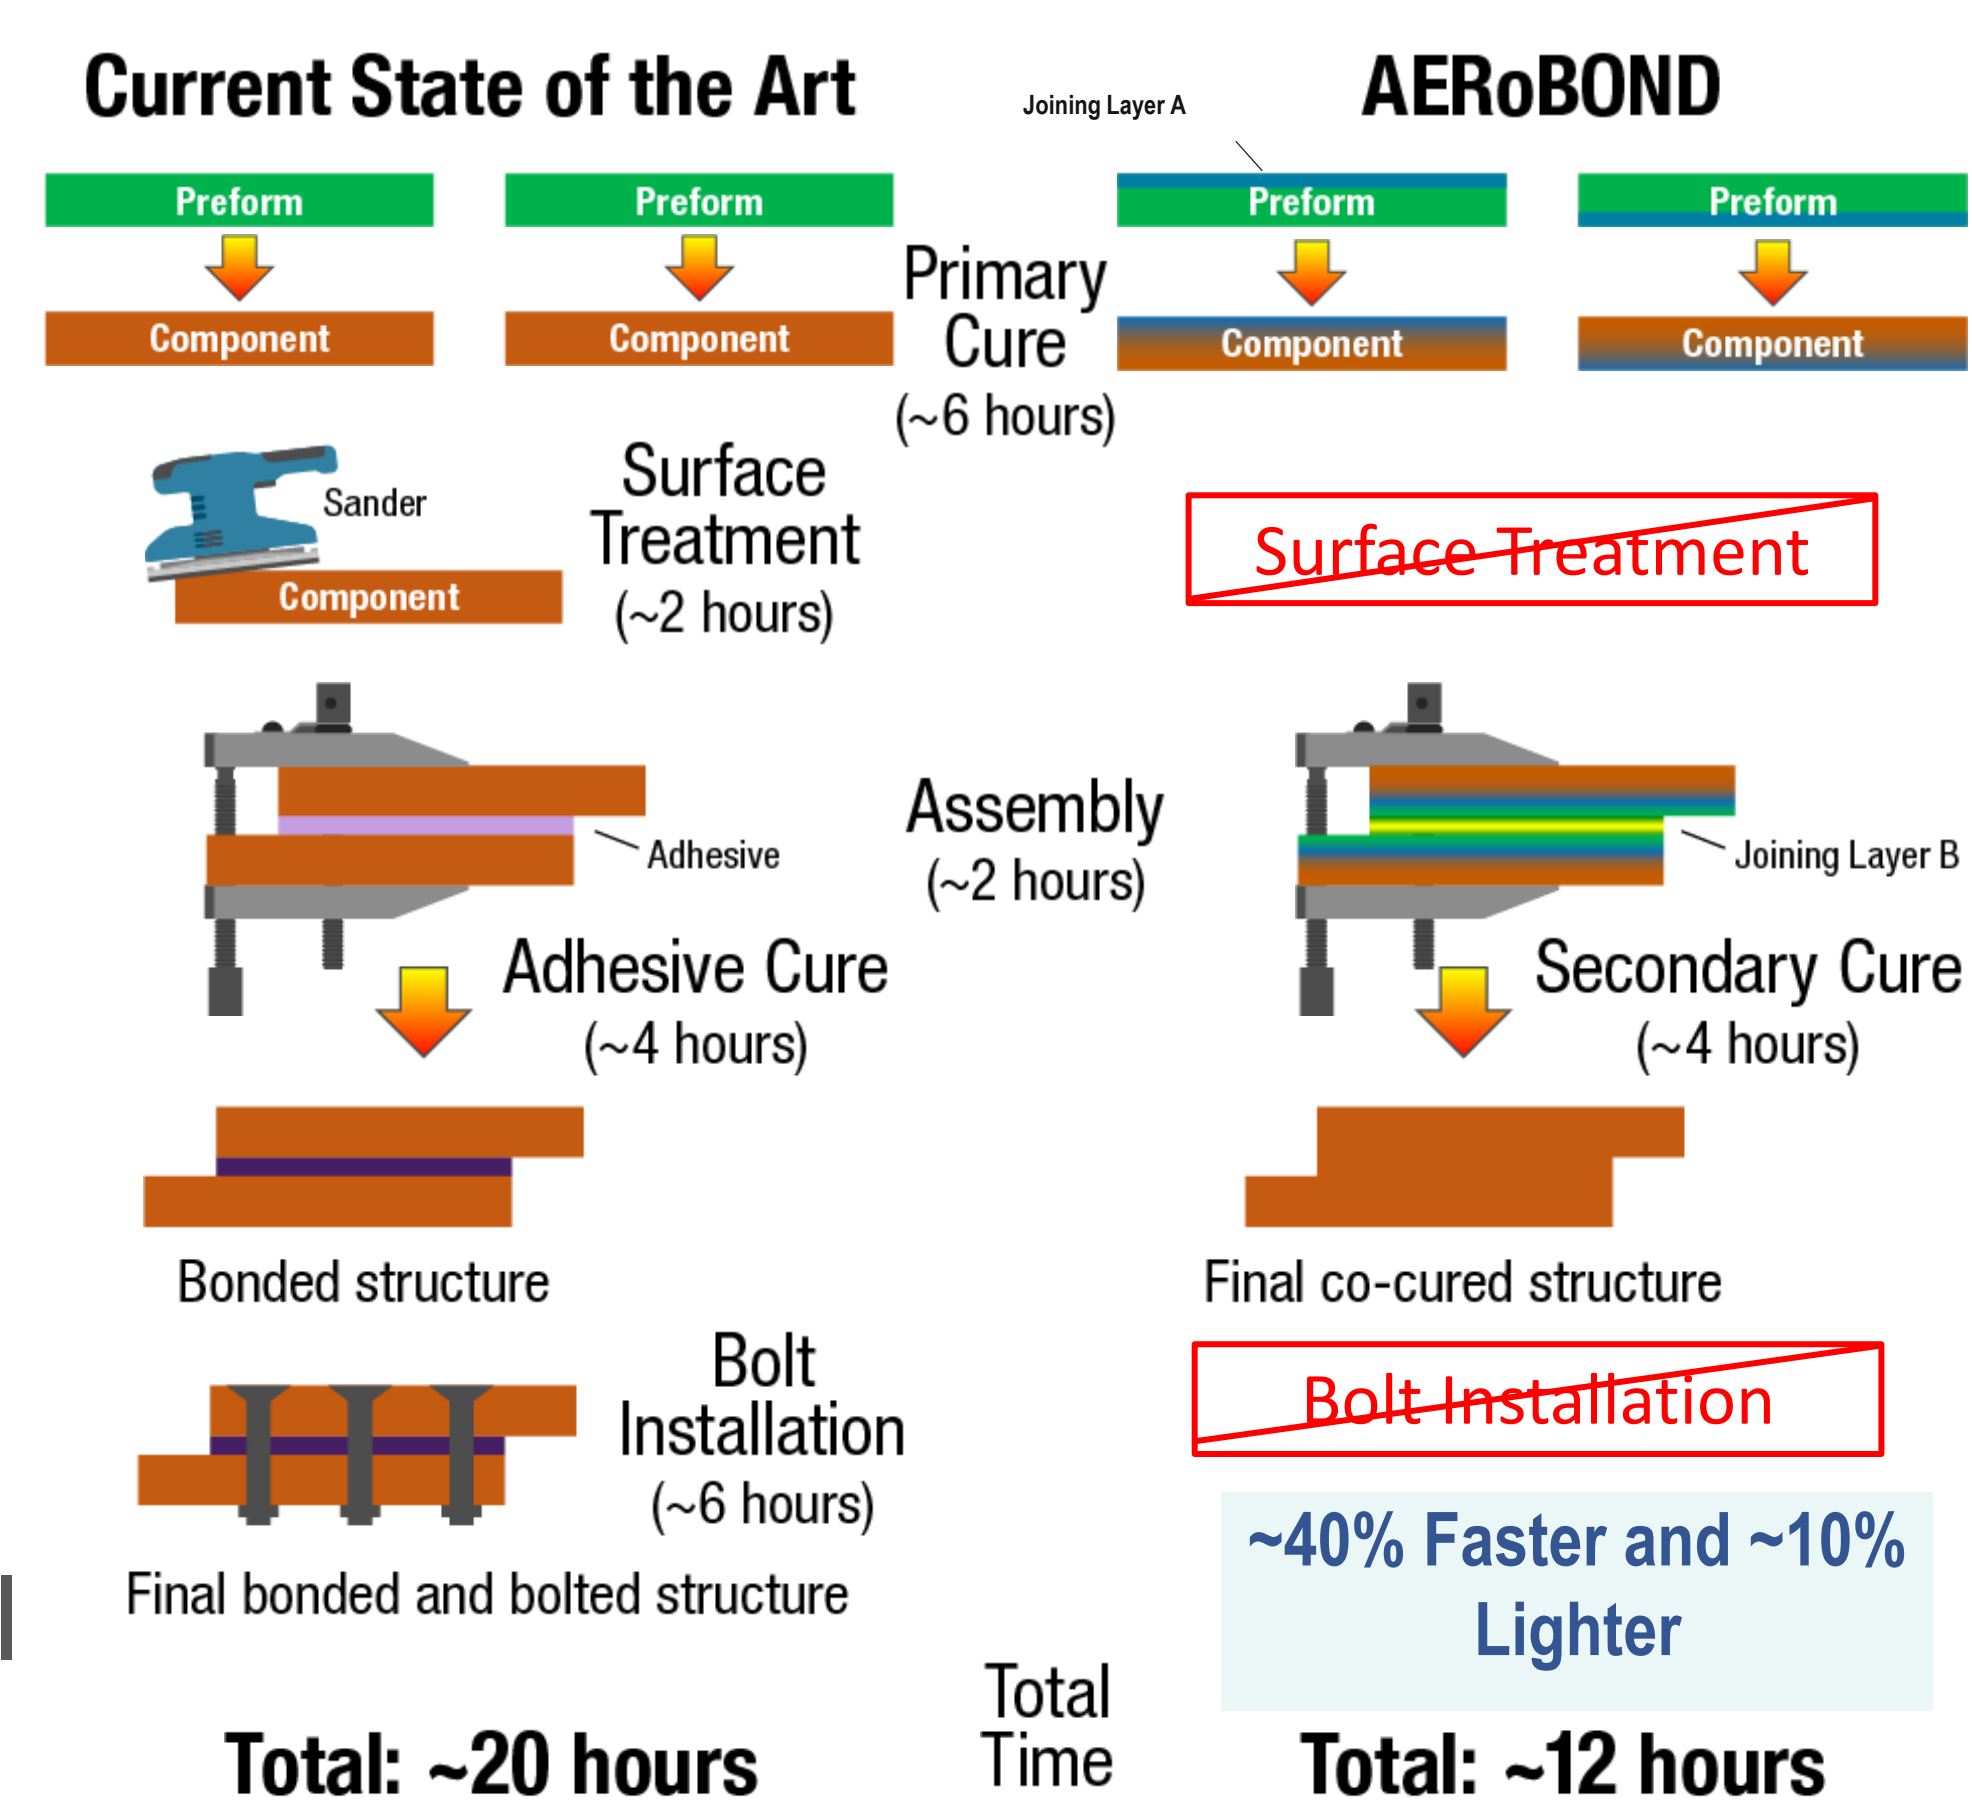 Current State of the Art
AERoBOND
Joining Layer A
Preform
Preform
Preform
Preform
Primary
Cure
(~6 hours)
Component
Component
Component
Component
Sander
Component
Surface
Treatment
(~2 hours)
Surface Treatment
Adhesive
Assembly
(~2 hours)
Joining Layer B
Adhesive Cure
(~4 hours)
Secondary Cure
(~4 hours)
Bonded structure
Final co-cured structure
Bolt
Installation
(~6 hours)
Bolt Installation
Final bonded and bolted structure
~40% Faster and ~10%
Lighter
Total
Time
Total: ~20 hours
Total: ~12 hours